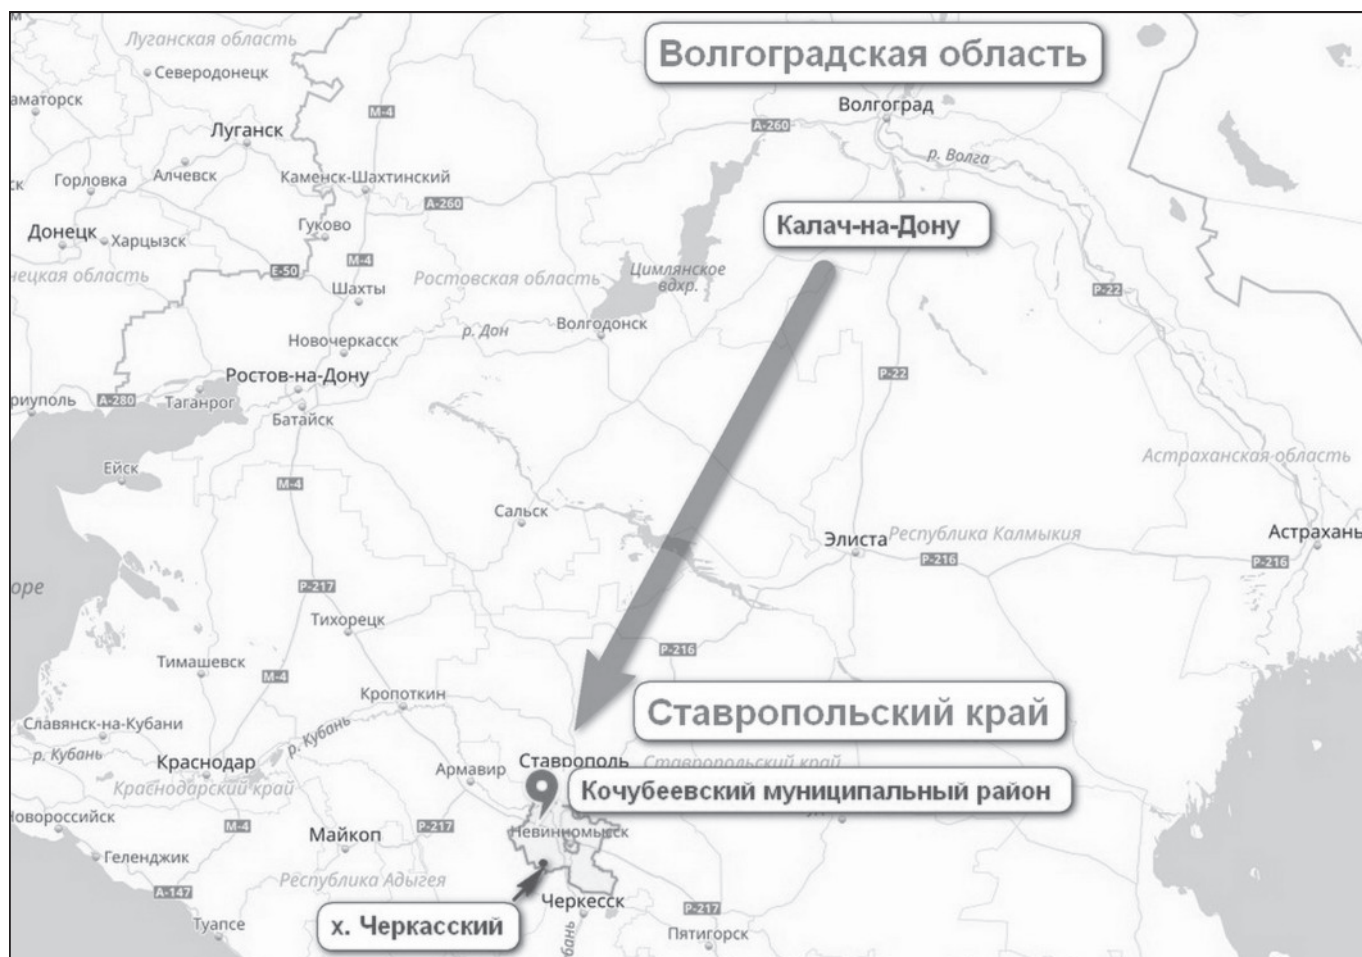 Луганская область
Северодонецк
Волгоградская область
Волгоград
аматорск
M-4
A-260
Луганск
р. Волга
Горловка
Алчевск
Каменск-Шахтинский
A-260
Донецк
Харцызск
Гуково
Калач-на-Дону
M-4
E-50
нецкая область
Шахты
Ростовская область
Цимлянское
вдхр.
P-22
Новочеркасск
р. Дон
Волгодонск
Ростов-на-Дону
P-22
риуполь
A-280
Таганрог
Батайск
Ейск
M-4
Астраханская область
Сальск
Элиста
Республика Калмыкия
Астрахань
P-216
P-216
оре
P-217
Тихорецк
P-216
Тимашевск
M-4
Кропоткин
Ставропольский край
Славянск-на-Кубани
р. Кубань
р. Кубань
Краснодар
Армавир
Ставрополь
Ставропольский край
Краснодарский край
Кочубеевский муниципальный район
Новороссийск
M-4
Майкоп
P-217
Невинномысск
Геленджик
Республика Адыгея
A-147
Черкесск
P-217
х. Черкасский
Туапсе
бань
Пятигорск